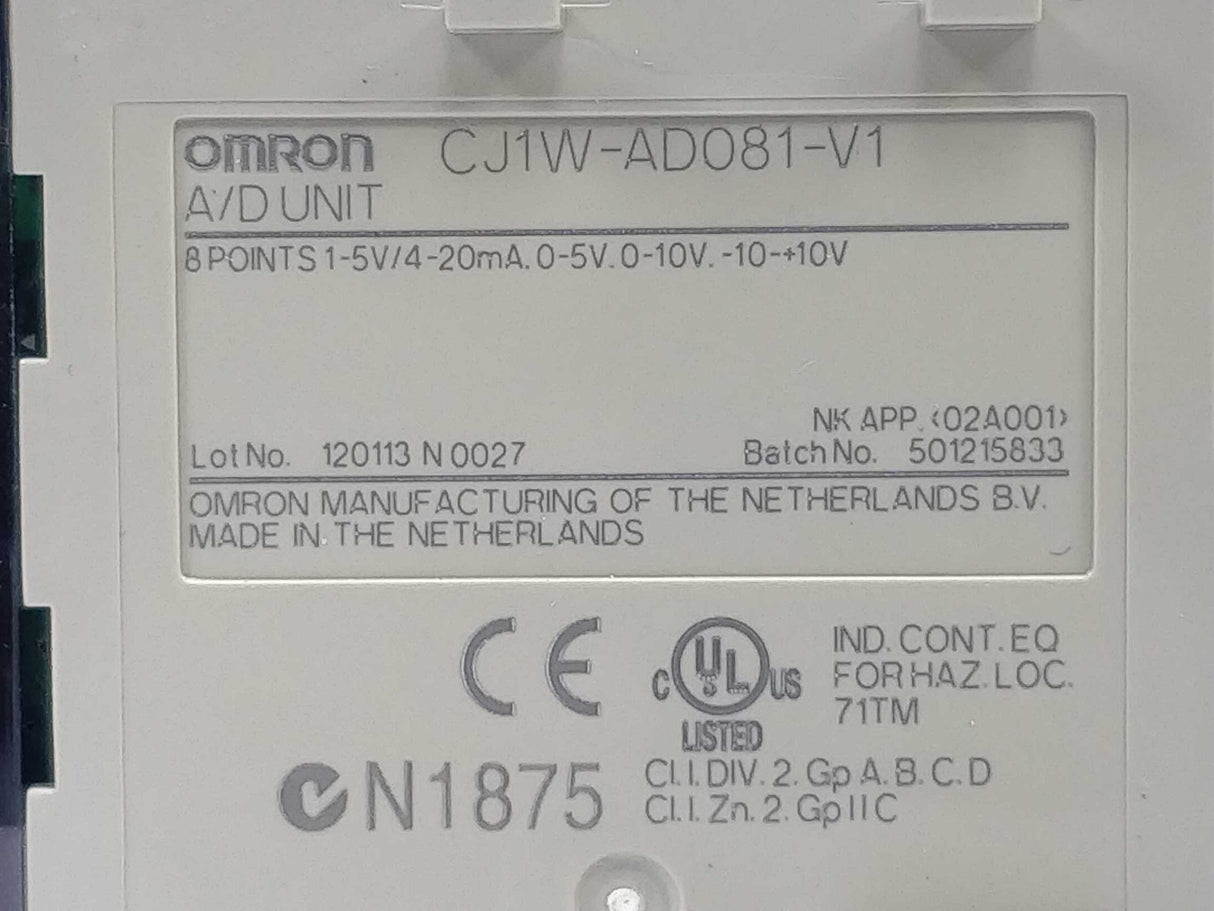 OMRON CJ1W-AD081-V1
A/D UNIT
8 POINTS 1-5V/4-20mA. 0-5V. 0-10V. -10-+10V
NK APP. <02A001>
Lot No. 120113 N 0027 Batch No. 501215833
OMRON MANUFACTURING OF THE NETHERLANDS B.V.
MADE IN THE NETHERLANDS
CE
C UL US
LISTED
IND. CONT. EQ
FOR HAZ. LOC.
71TM
N1875
Cl. I. DIV. 2. Gp A. B. C. D
Cl. I. Zn. 2. Gp IIC